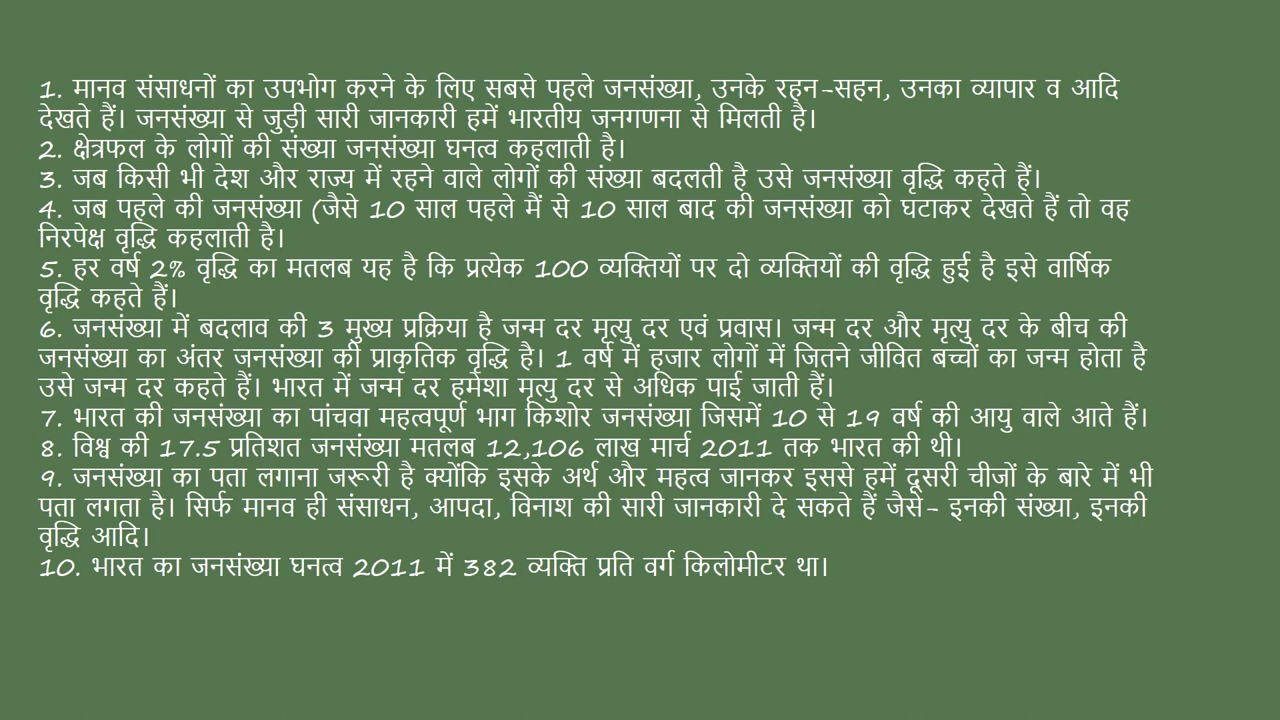 1. मानव संसाधनों का उपभोग करने के लिए सबसे पहले जनसंख्या, उनके रहन-सहन, उनका व्यापार व आदि
देखते हैं। जनसंख्या से जुड़ी सारी जानकारी हमें भारतीय जनगणना से मिलती है।
2. क्षेत्रफल के लोगों की संख्या जनसंख्या घनत्व कहलाती है।
3. जब किसी भी देश और राज्य में रहने वाले लोगों की संख्या बदलती है उसे जनसंख्या वृद्धि कहते हैं।
4. जब पहले की जनसंख्या (जैसे 10 साल पहले मैं से 10 साल बाद की जनसंख्या को घटाकर देखते हैं तो वह
निरपेक्ष वृद्धि कहलाती है।
5. हर वर्ष 2% वृद्धि का मतलब यह है कि प्रत्येक 100 व्यक्तियों पर दो व्यक्तियों की वृद्धि हुई है इसे वार्षिक
वृद्धि कहते हैं।
6. जनसंख्या में बदलाव की 3 मुख्य प्रक्रिया है जन्म दर मृत्यु दर एवं प्रवास। जन्म दर और मृत्यु दर के बीच की
जनसंख्या का अंतर जनसंख्या की प्राकृतिक वृद्धि है। 1 वर्ष में हजार लोगों में जितने जीवित बच्चों का जन्म होता है
उसे जन्म दर कहते हैं। भारत में जन्म दर हमेशा मृत्यु दर से अधिक पाई जाती हैं।
7. भारत की जनसंख्या का पांचवा महत्वपूर्ण भाग किशोर जनसंख्या जिसमें 10 से 19 वर्ष की आयु वाले आते हैं।
8. विश्व की 17.5 प्रतिशत जनसंख्या मतलब 12,106 लाख मार्च 2011 तक भारत की थी।
9. जनसंख्या का पता लगाना जरूरी है क्योंकि इसके अर्थ और महत्व जानकर इससे हमें दूसरी चीजों के बारे में भी
पता लगता है। सिर्फ मानव ही संसाधन, आपदा, विनाश की सारी जानकारी दे सकते हैं जैसे- इनकी संख्या, इनकी
वृद्धि आदि।
10. भारत का जनसंख्या घनत्व 2011 में 382 व्यक्ति प्रति वर्ग किलोमीटर था।